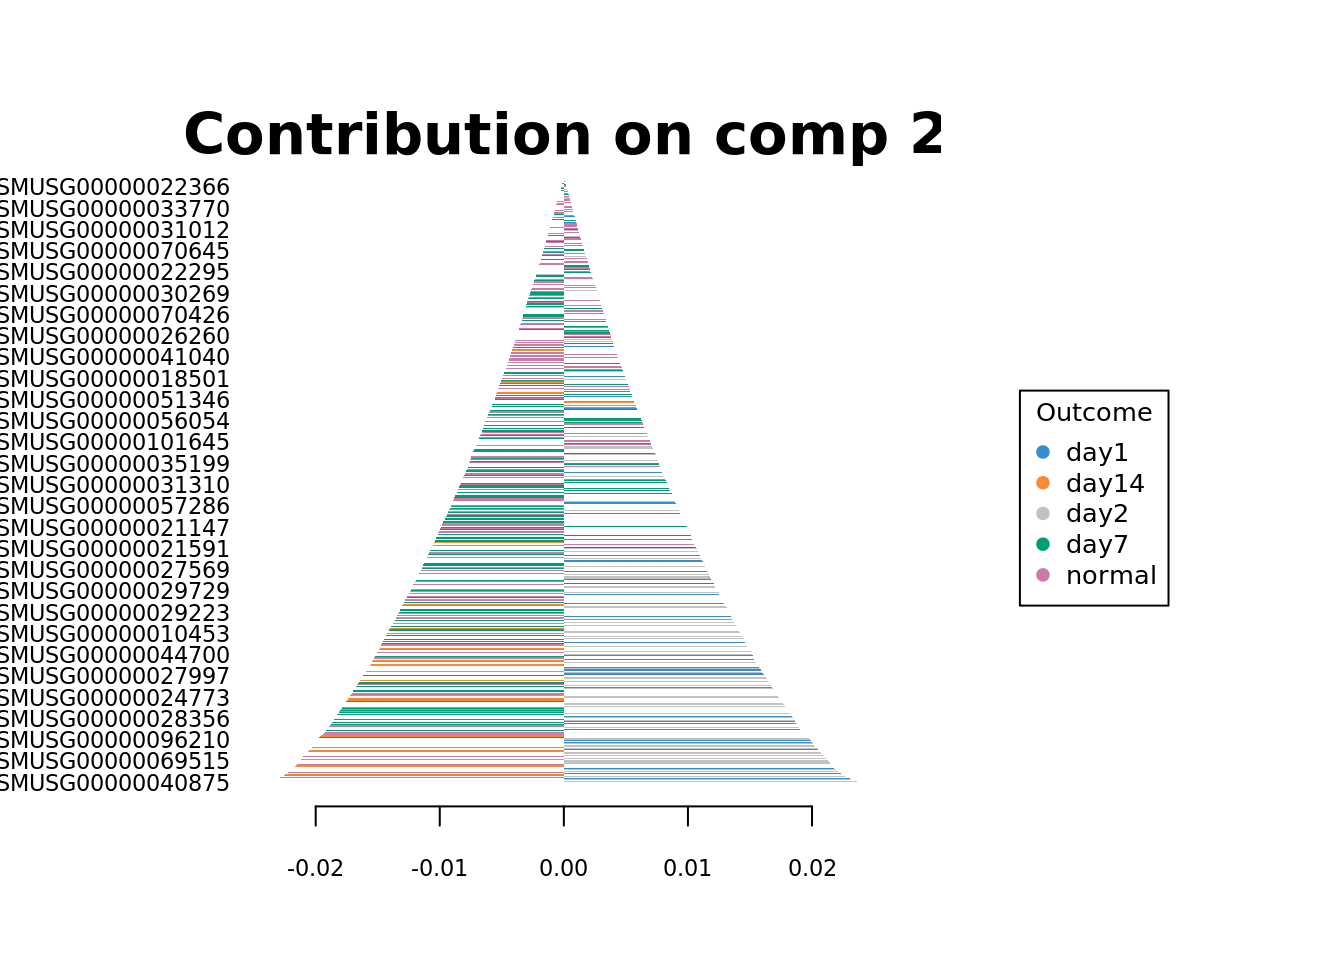 Contribution on comp 2
SMUSG00000022366
SMUSG00000033770
SMUSG00000031012
SMUSG00000070645
SMUSG00000022295
SMUSG00000030269
SMUSG00000070426
SMUSG00000026260
SMUSG00000041040
SMUSG00000018501
SMUSG00000051346
SMUSG00000056054
SMUSG00000101645
SMUSG00000035199
SMUSG00000031310
SMUSG00000057286
SMUSG00000021147
SMUSG00000021591
SMUSG00000027569
SMUSG00000029729
SMUSG00000029223
SMUSG00000010453
SMUSG00000044700
SMUSG00000027997
SMUSG00000024773
SMUSG00000028356
SMUSG00000096210
SMUSG00000069515
SMUSG00000040875
-0.02 -0.01 0.00 0.01 0.02
Outcome
day1
day14
day2
day7
normal